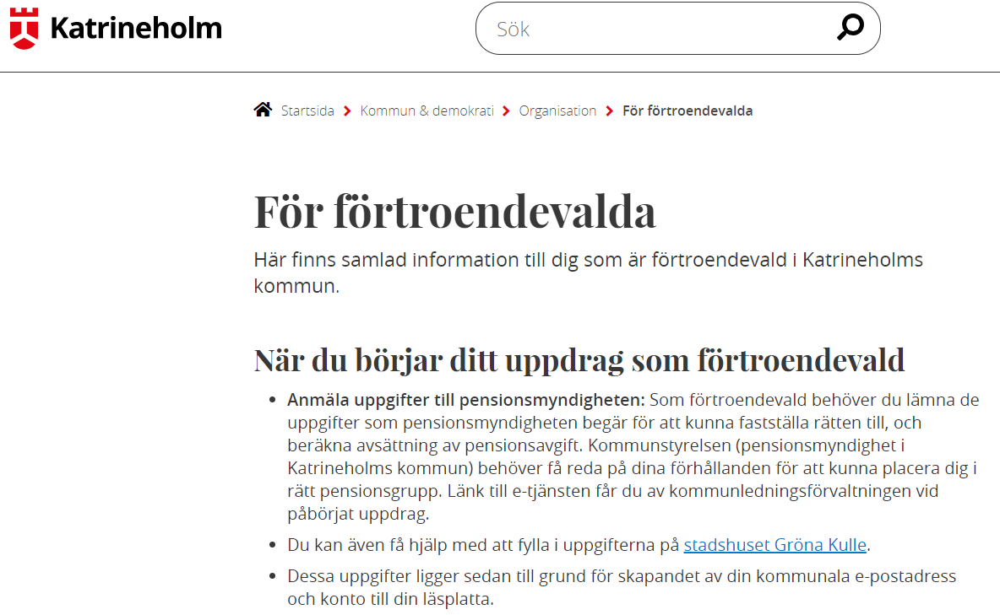 Katrineholm
Sök
Startsida Kommun & demokrati Organisation För förtroendevalda
För förtroendevalda
Här finns samlad information till dig som är förtroendevald i Katrineholms
kommun.
När du börjar ditt uppdrag som förtroendevald
Anmäla uppgifter till pensionsmyndigheten: Som förtroendevald behöver du lämna de
uppgifter som pensionsmyndigheten begär för att kunna fastställa rätten till, och
beräkna avsättning av pensionsavgift. Kommunstyrelsen (pensionsmyndighet i
Katrineholms kommun) behöver få reda på dina förhållanden för att kunna placera dig i
rätt pensionsgrupp. Länk till e-tjänsten får du av kommunledningsförvaltningen vid
påbörjat uppdrag.
Du kan även få hjälp med att fylla i uppgifterna på stadshuset Gröna Kulle.
Dessa uppgifter ligger sedan till grund för skapandet av din kommunala e-postadress
och konto till din läsplatta.